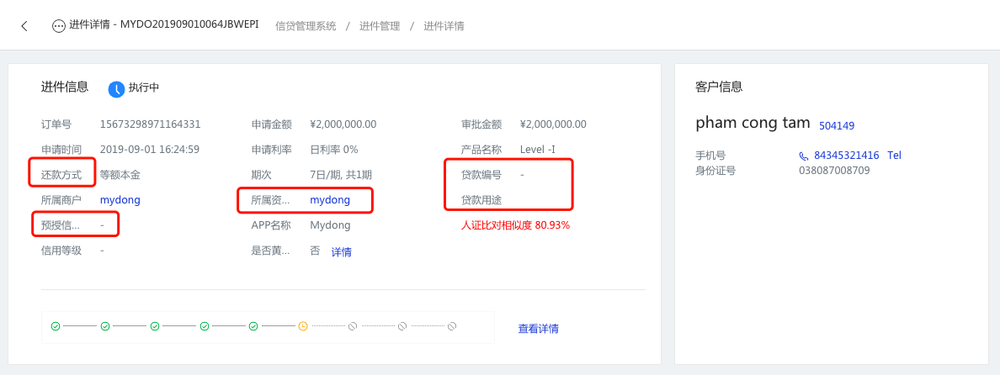 进件详情 - MYDO201909010064JBWEPI 信贷管理系统 / 进件管理 / 进件详情
进件信息 执行中
订单号 15673298971164331 申请金额 ¥2,000,000.00 审批金额 ¥2,000,000.00
申请时间 2019-09-01 16:24:59 申请利率 日利率 0% 产品名称 Level -I
还款方式 等额本金 期次 7日/期, 共1期 贷款编号 -
所属商户 mydong 所属资... mydong 贷款用途
预授信... - APP名称 Mydong 人证比对相似度 80.93%
信用等级 - 是否黄... 否 详情
查看详情
客户信息
pham cong tam 504149
手机号 84345321416 Tel
身份证号 038087008709